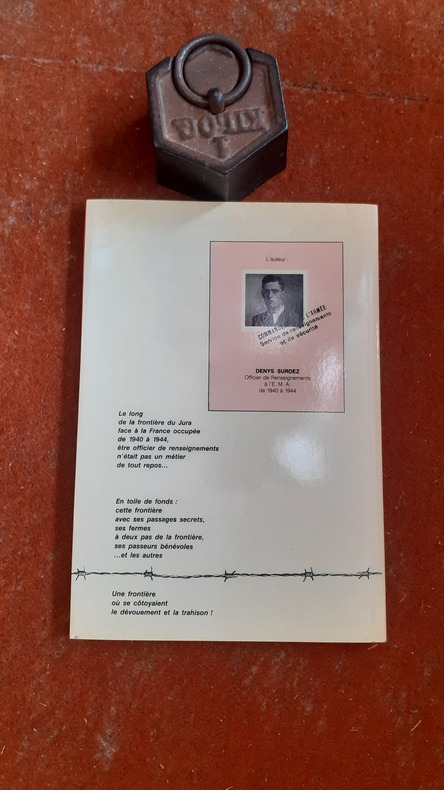 KILOG
1
L'auteur :
COMMAN L'ARMÉE
Service de renseignements
et de sécurité
DENYS SURDEZ
Officier de Renseignements
à l'E. M. A.
de 1940 à 1944
Le long
de la frontière du Jura
face à la France occupée
de 1940 à 1944,
être officier de renseignements
n'était pas un métier
de tout repos...
En toile de fonds :
cette frontière
avec ses passages secrets,
ses fermes
à deux pas de la frontière,
ses passeurs bénévoles
...et les autres
Une frontière
où se côtoyaient
le dévouement et la trahison !